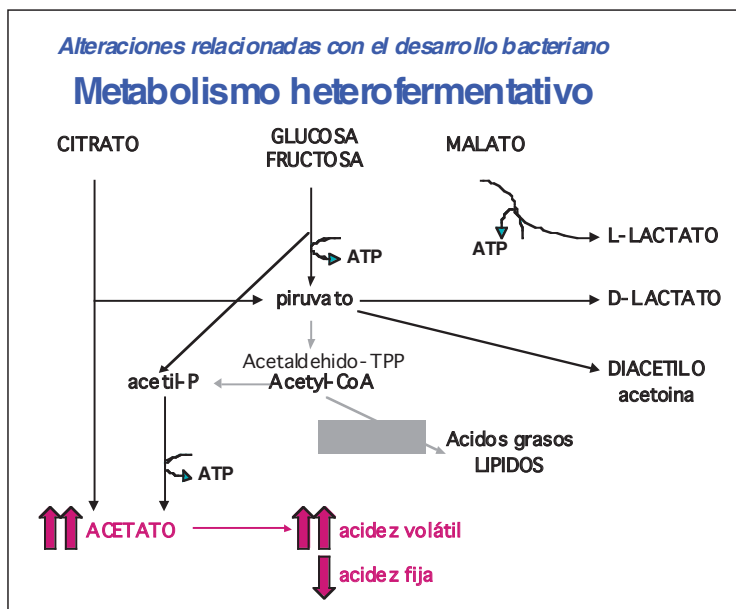 Alteraciones relacionadas con el desarrollo bacteriano
Metabolismo heterofermentativo
CITRATO
GLUCOSA
FRUCTOSA
MALATO
ATP
ATP
L-LACTATO
piruvato
D-LACTATO
Acetaldehido-TPP
acetil-P
Acetyl-CoA
DIACETILO
acetoina
Acidos grasos
LIPIDOS
ATP
ACETATO
acidez volátil
acidez fija